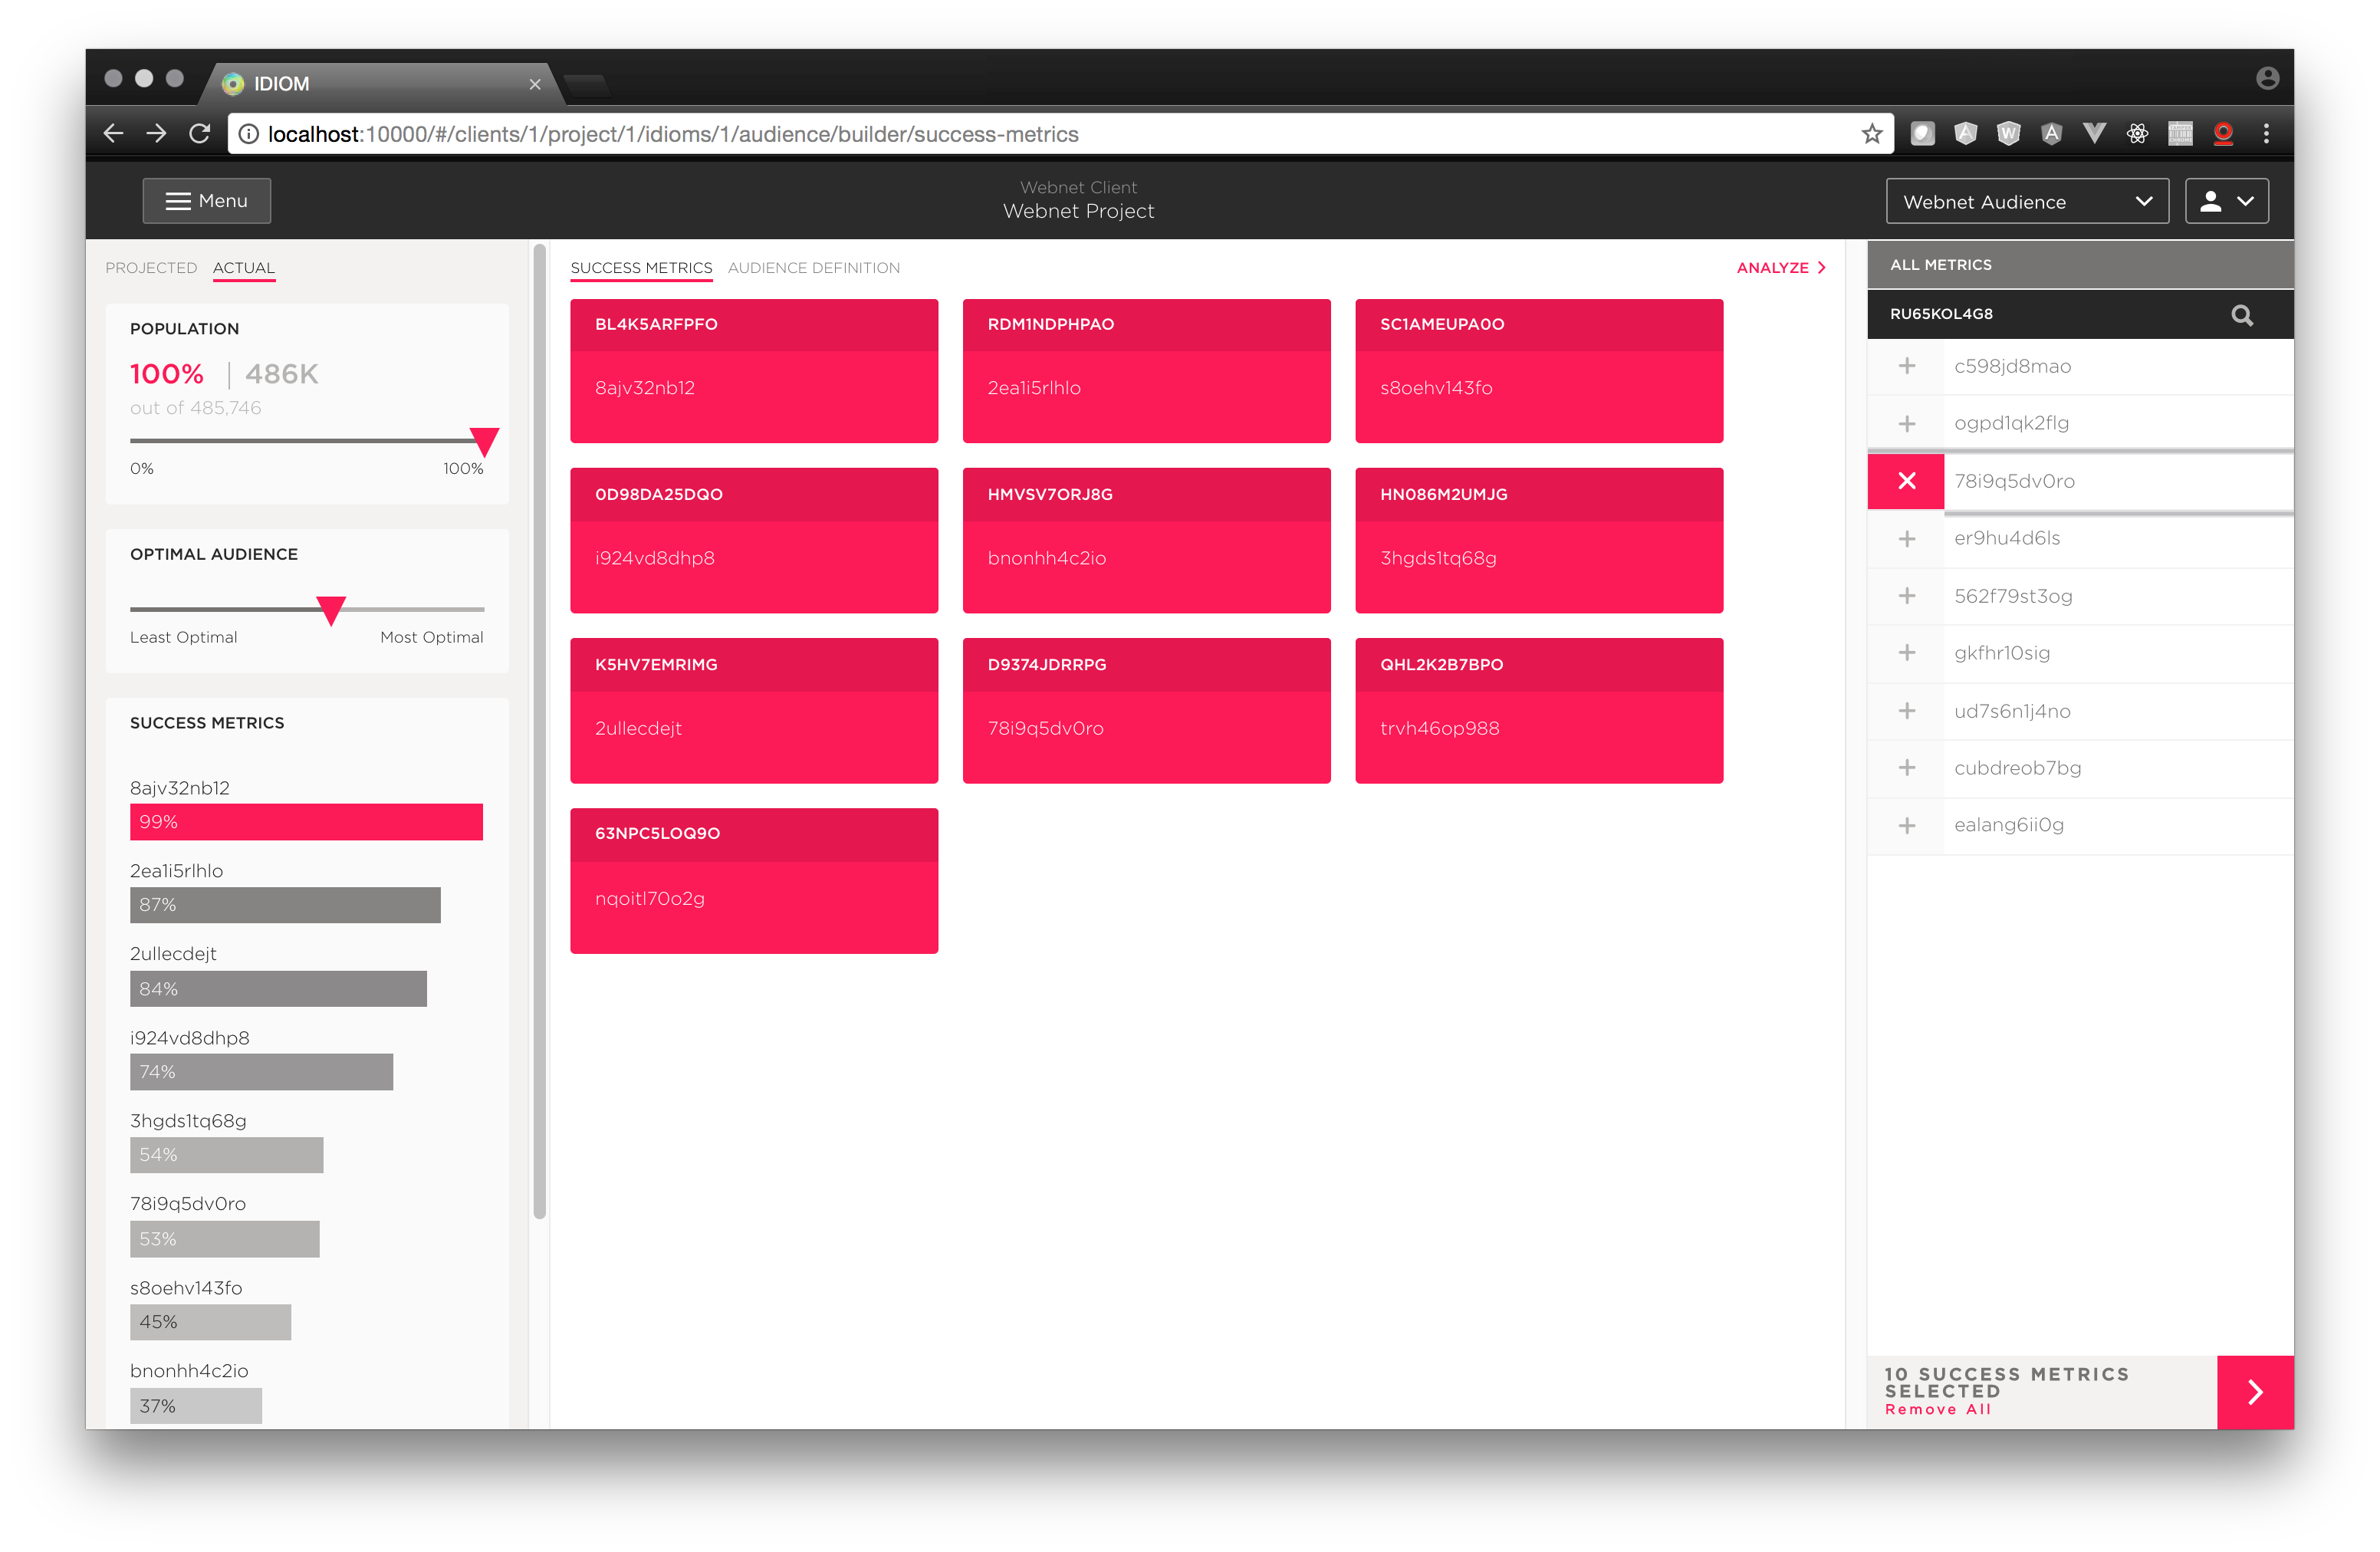 IDIOM
localhost:10000/#/clients/1/project/1/idioms/1/audience/builder/success-metrics
Menu
Webnet Client
Webnet Project
Webnet Audience
PROJECTED ACTUAL
POPULATION
100% | 486K
out of 485,746
0% 100%
OPTIMAL AUDIENCE
Least Optimal Most Optimal
SUCCESS METRICS
8ajv32nb12
99%
2ea1i5rlhlo
87%
2ullecdejt
84%
i924vd8dhp8
74%
3hgds1tq68g
54%
78i9q5dv0ro
53%
s8oehv143fo
45%
bnonhh4c2io
37%
SUCCESS METRICS AUDIENCE DEFINITION
ANALYZE
BL4K5ARFPFO
8ajv32nb12
RDM1NDPHPAO
2ea1i5rlhlo
SC1AMEUPA0O
s8oehv143fo
0D98DA25DQO
i924vd8dhp8
HMVSV7ORJ8G
bnonhh4c2io
HN086M2UMJG
3hgds1tq68g
K5HV7EMRIMG
2ullecdejt
D9374JDRRPG
78i9q5dv0ro
QHL2K2B7BPO
trvh46op988
63NPC5LOQ9O
nqoitl70o2g
ALL METRICS
RU65KOL4G8
c598jd8mao
ogpd1qk2flg
78i9q5dv0ro
er9hu4d6ls
562f79st3og
gkfhr10sig
ud7s6n1j4no
cubdreob7bg
ealang6ii0g
10 SUCCESS METRICS
SELECTED
Remove All